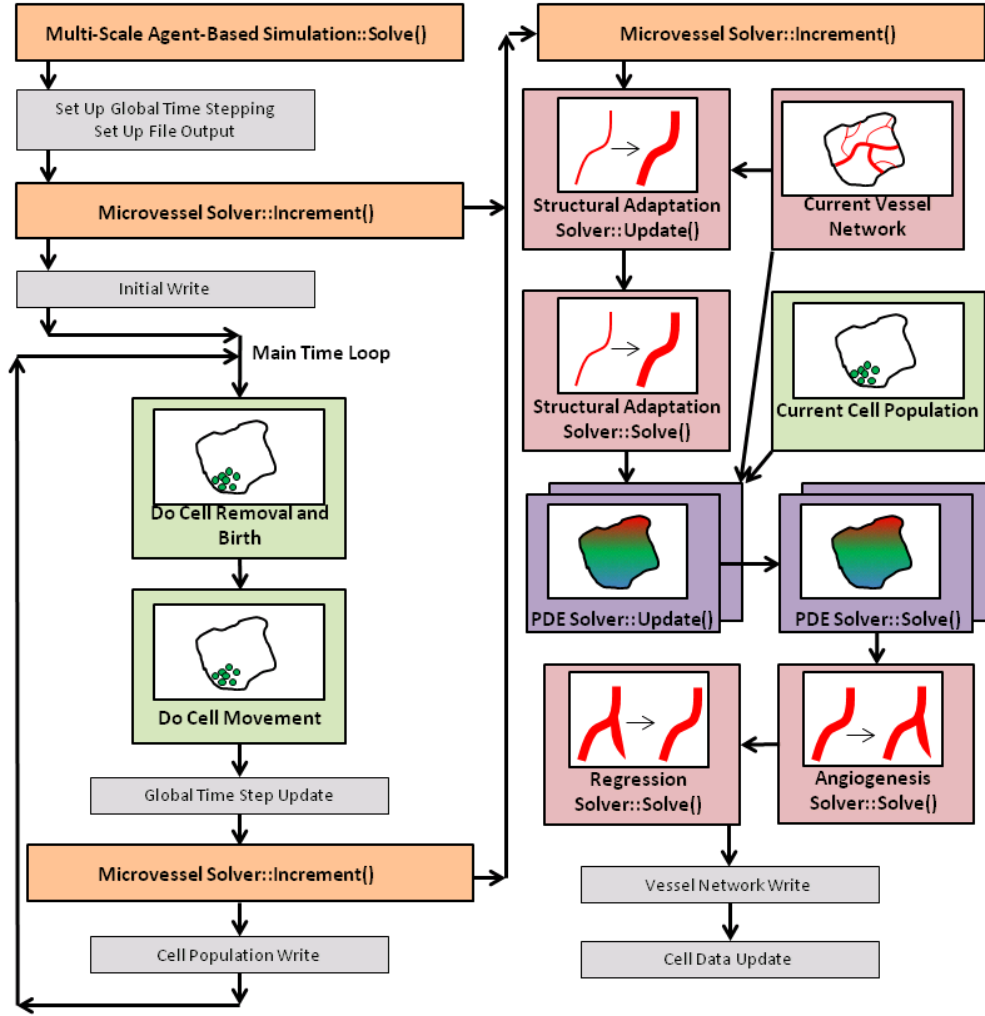 Multi-Scale Agent-Based Simulation::Solve()
Set Up Global Time Stepping
Set Up File Output
Microvessel Solver::Increment()
Initial Write
Main Time Loop
Do Cell Removal and
Birth
Do Cell Movement
Global Time Step Update
Microvessel Solver::Increment()
Cell Population Write
Microvessel Solver::Increment()
Structural Adaptation
Solver::Update()
Current Vessel
Network
Structural Adaptation
Solver::Solve()
Current Cell Population
PDE Solver::Update()
PDE Solver::Solve()
Regression
Solver::Solve()
Angiogenesis
Solver::Solve()
Vessel Network Write
Cell Data Update